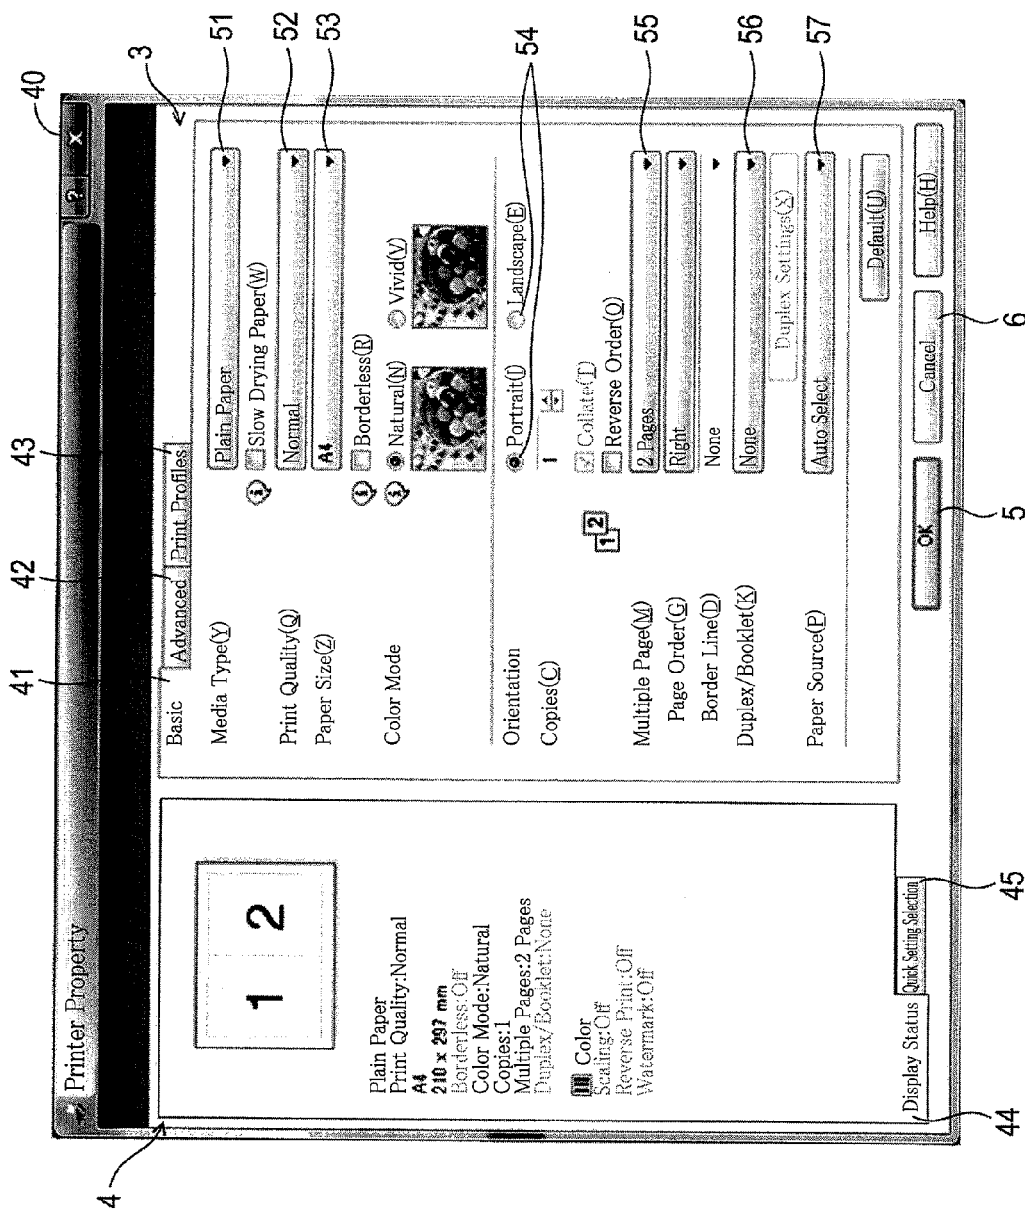 40
Printer Property
?
X
41
42
43
3
4
Basic
Advanced
Print Profiles
Media Type(Y)
Plain Paper
51
Slow Drying Paper(W)
Print Quality(Q)
Normal
52
Paper Size(Z)
A4
53
Borderless(R)
Color Mode
Natural(N)
Vivid(V)
Orientation
Portrait(I)
Landscape(E)
54
Copies(C)
1
Collate(T)
1 2
Reverse Order(O)
Multiple Page(M)
2 Pages
55
Page Order(G)
Right
Border Line(D)
None
Duplex/Booklet(K)
None
56
Duplex Settings(X)
Paper Source(P)
Auto Select
57
Default(U)
1 2
Plain Paper
Print Quality:Normal
A4
210 x 297 mm
Borderless:Off
Color Mode:Natural
Copies:1
Multiple Pages:2 Pages
Duplex/Booklet:None
Color
Scaling:Off
Reverse Print:Off
Watermark:Off
Display Status
Quick Setting Selection
OK
Cancel
Help(H)
44
45
5
6